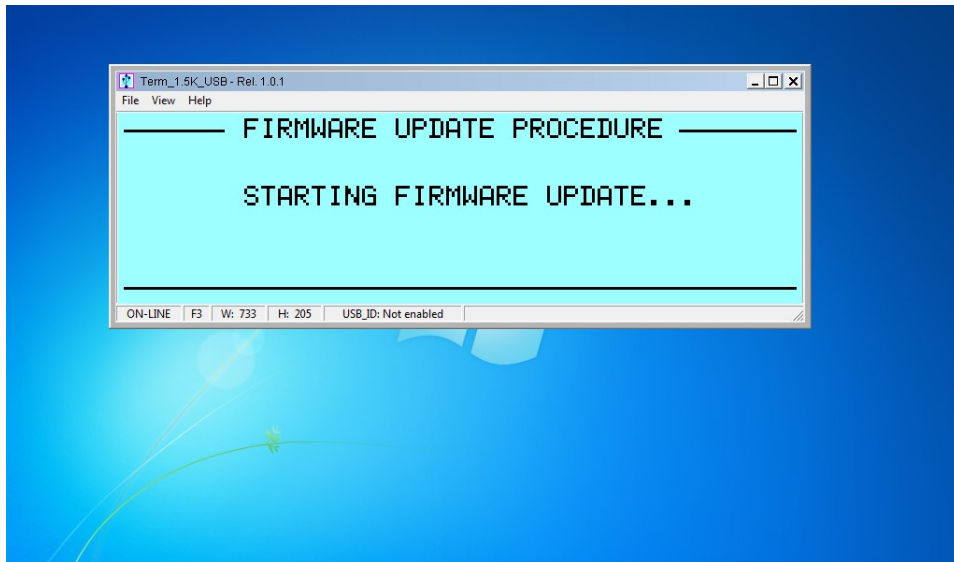 Term_1.5K_USB - Rel. 1.0.1
File View Help
FIRMWARE UPDATE PROCEDURE
STARTING FIRMWARE UPDATE...
ON-LINE F3 W: 733 H: 205 USB_ID: Not enabled